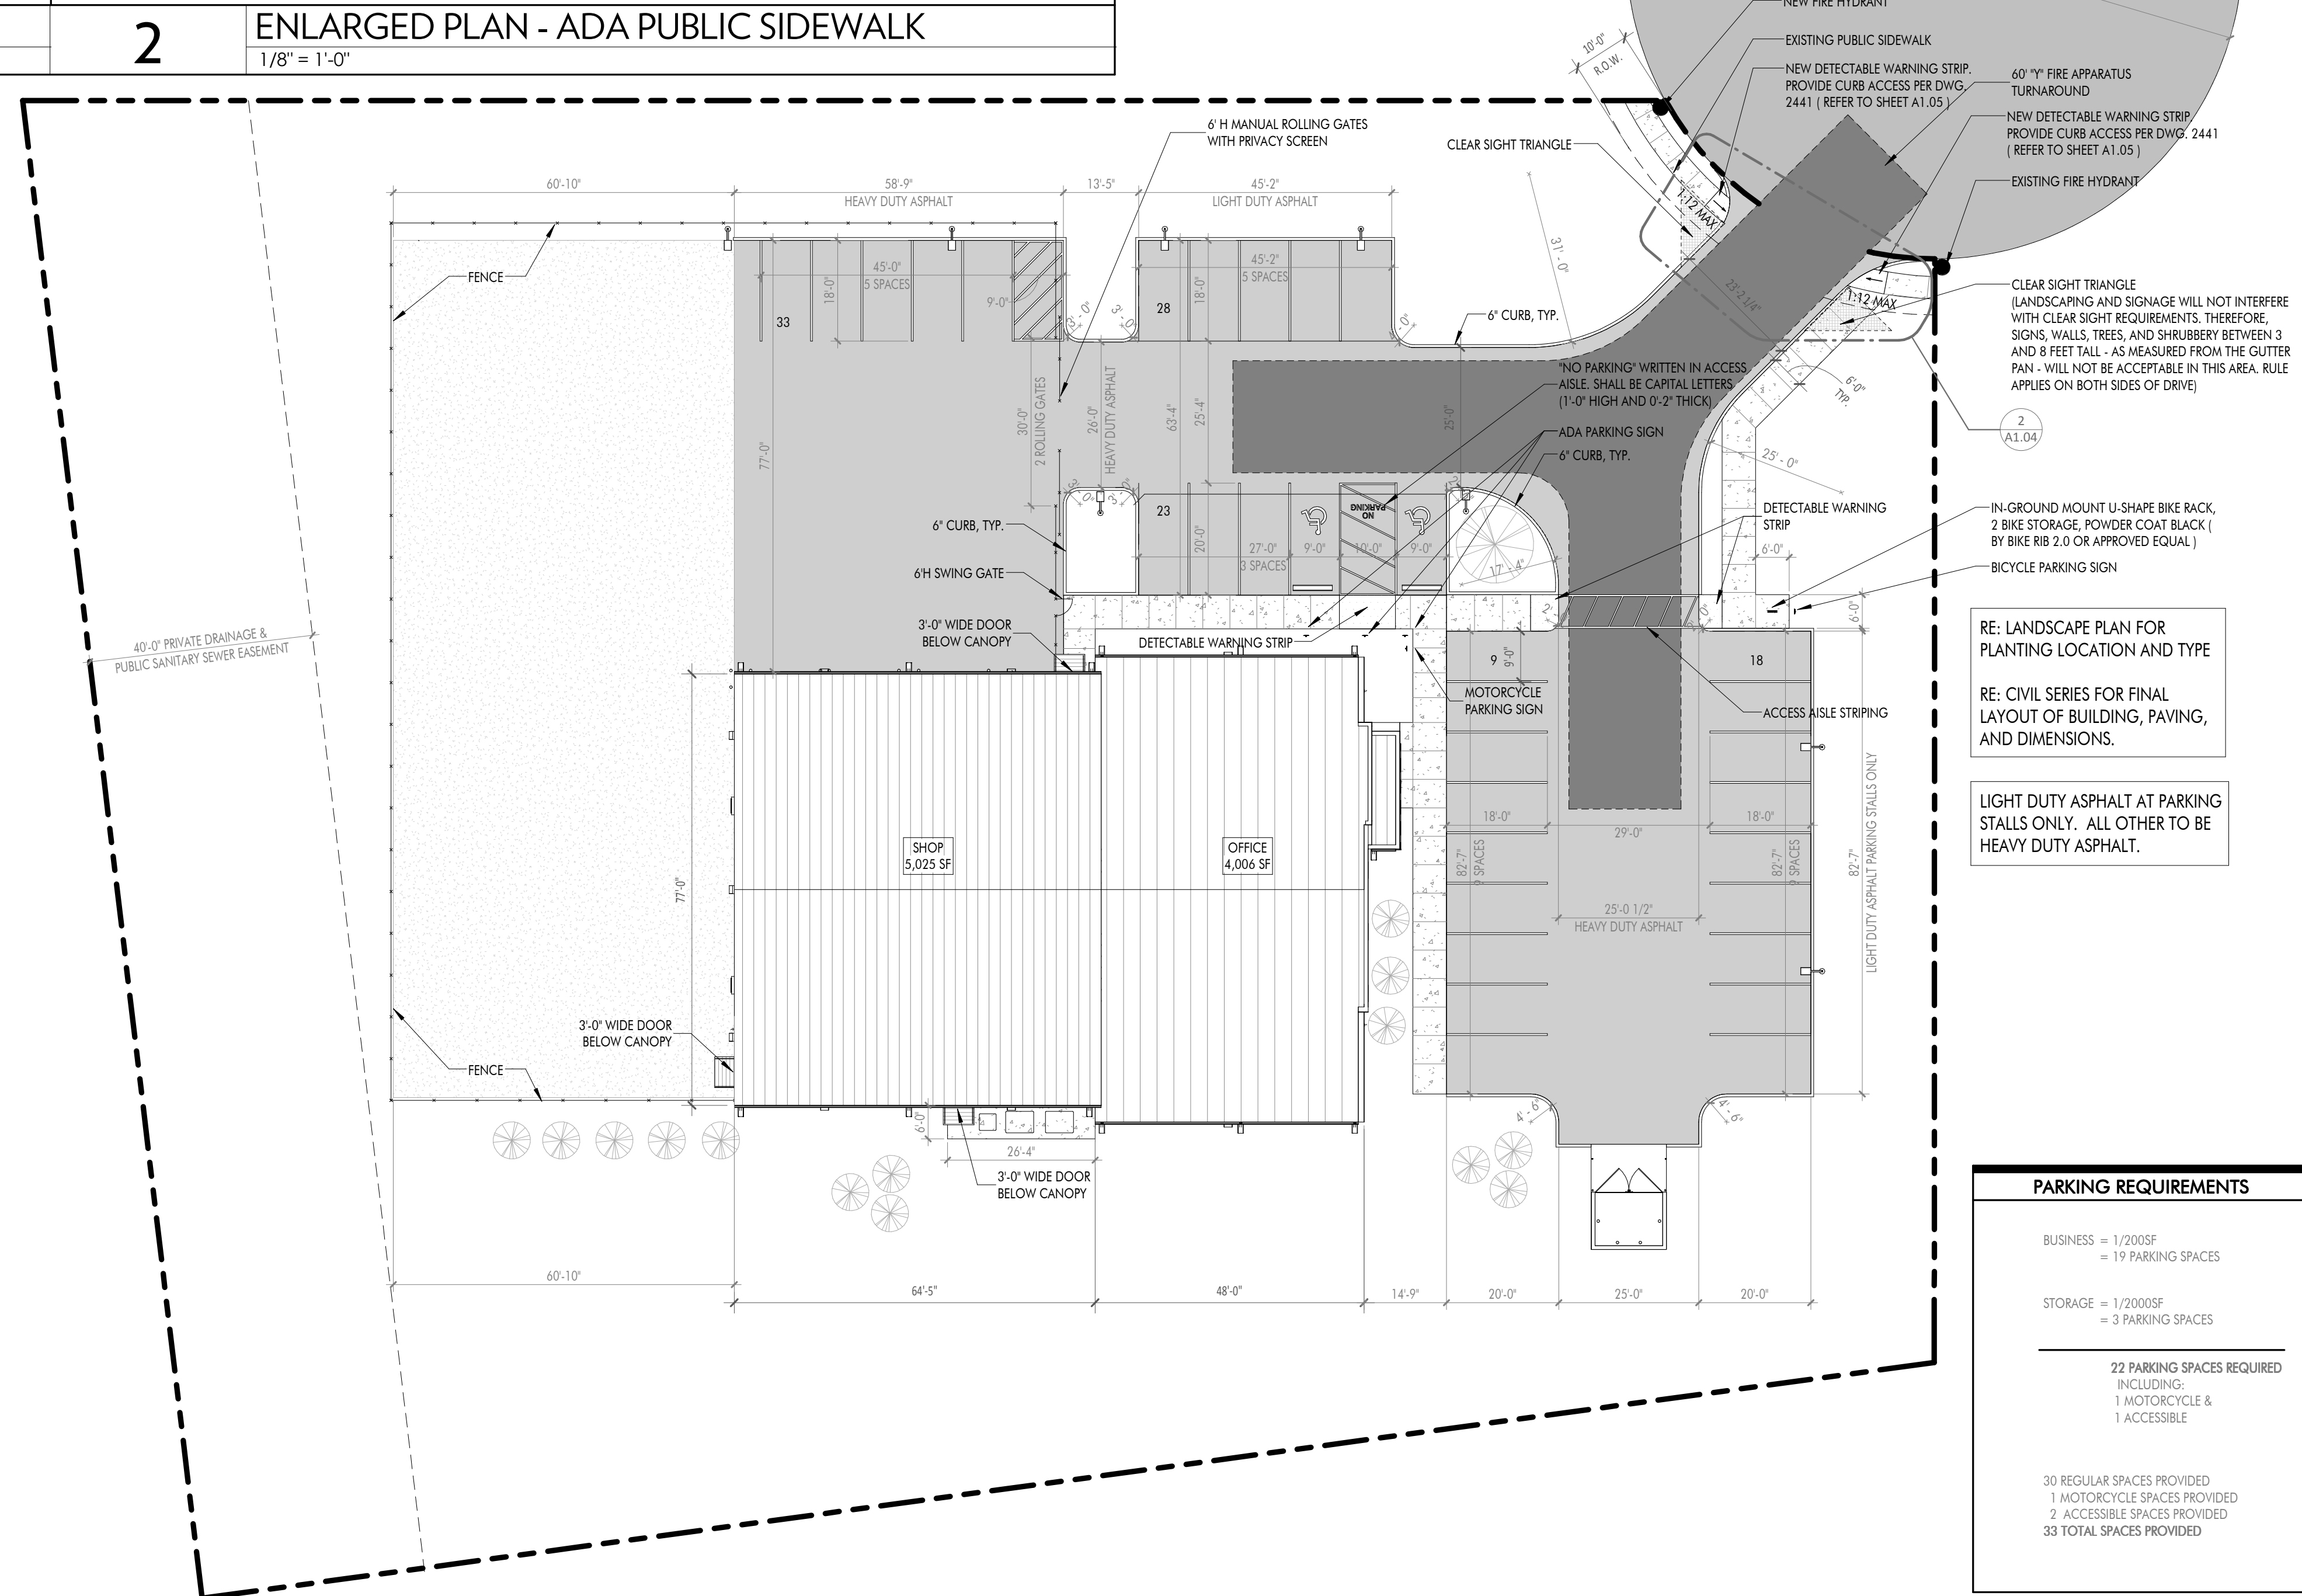 2
ENLARGED PLAN - ADA PUBLIC SIDEWALK
1/8" = 1'-0"
NEW FIRE HYDRANT
10'-0"
R.O.W.
EXISTING PUBLIC SIDEWALK
NEW DETECTABLE WARNING STRIP.
PROVIDE CURB ACCESS PER DWG.
2441 ( REFER TO SHEET A1.05 )
60' "Y" FIRE APPARATUS
TURNAROUND
NEW DETECTABLE WARNING STRIP.
PROVIDE CURB ACCESS PER DWG. 2441
( REFER TO SHEET A1.05 )
EXISTING FIRE HYDRANT
6' H MANUAL ROLLING GATES
WITH PRIVACY SCREEN
CLEAR SIGHT TRIANGLE
1:12 MAX
60'-10"
58'-9"
HEAVY DUTY ASPHALT
13'-5"
45'-2"
LIGHT DUTY ASPHALT
31'- 0"
23'-2 1/4"
1:12 MAX
CLEAR SIGHT TRIANGLE
(LANDSCAPING AND SIGNAGE WILL NOT INTERFERE
WITH CLEAR SIGHT REQUIREMENTS. THEREFORE,
SIGNS, WALLS, TREES, AND SHRUBBERY BETWEEN 3
AND 8 FEET TALL - AS MEASURED FROM THE GUTTER
PAN - WILL NOT BE ACCEPTABLE IN THIS AREA. RULE
APPLIES ON BOTH SIDES OF DRIVE)
FENCE
45'-0"
5 SPACES
18'-0"
9'-0"
33
45'-2"
5 SPACES
18'-0"
28
3' - 0"
3' - 0"
6" CURB, TYP.
6'-0"
TYP.
2
A1.04
"NO PARKING" WRITTEN IN ACCESS
AISLE. SHALL BE CAPITAL LETTERS
(1'-0" HIGH AND 0'-2" THICK)
ADA PARKING SIGN
6" CURB, TYP.
30'-0"
2 ROLLING GATES
26'-0"
HEAVY DUTY ASPHALT
63'-4"
25'-4"
25'-0"
77'-0"
25' - 0"
3' - 0"
3' - 0"
23
NO
PARKING
20'-0"
27'-0"
3 SPACES
9'-0"
10'-0"
9'-0"
17' - 4"
6" CURB, TYP.
6'H SWING GATE
3'-0" WIDE DOOR
BELOW CANOPY
DETECTABLE WARNING
STRIP
6'-0"
IN-GROUND MOUNT U-SHAPE BIKE RACK,
2 BIKE STORAGE, POWDER COAT BLACK (
BY BIKE RIB 2.0 OR APPROVED EQUAL )
BICYCLE PARKING SIGN
6'-0"
40'-0" PRIVATE DRAINAGE &
PUBLIC SANITARY SEWER EASEMENT
DETECTABLE WARNING STRIP
9
9'-0"
18
MOTORCYCLE
PARKING SIGN
ACCESS AISLE STRIPING
RE: LANDSCAPE PLAN FOR
PLANTING LOCATION AND TYPE
RE: CIVIL SERIES FOR FINAL
LAYOUT OF BUILDING, PAVING,
AND DIMENSIONS.
LIGHT DUTY ASPHALT AT PARKING
STALLS ONLY.  ALL OTHER TO BE
HEAVY DUTY ASPHALT.
77'-0"
SHOP
5,025 SF
OFFICE
4,006 SF
18'-0"
29'-0"
18'-0"
82'-7"
9 SPACES
82'-7"
9 SPACES
82'-7"
LIGHT DUTY ASPHALT PARKING STALLS ONLY
25'-0 1/2"
HEAVY DUTY ASPHALT
3'-0" WIDE DOOR
BELOW CANOPY
FENCE
6'-0"
26'-4"
3'-0" WIDE DOOR
BELOW CANOPY
4' - 6"
4' - 6"
60'-10"
64'-5"
48'-0"
14'-9"
20'-0"
25'-0"
20'-0"
PARKING REQUIREMENTS
BUSINESS = 1/200SF
= 19 PARKING SPACES
STORAGE = 1/2000SF
= 3 PARKING SPACES
22 PARKING SPACES REQUIRED
INCLUDING:
1 MOTORCYCLE &
1 ACCESSIBLE
30 REGULAR SPACES PROVIDED
1 MOTORCYCLE SPACES PROVIDED
2 ACCESSIBLE SPACES PROVIDED
33 TOTAL SPACES PROVIDED